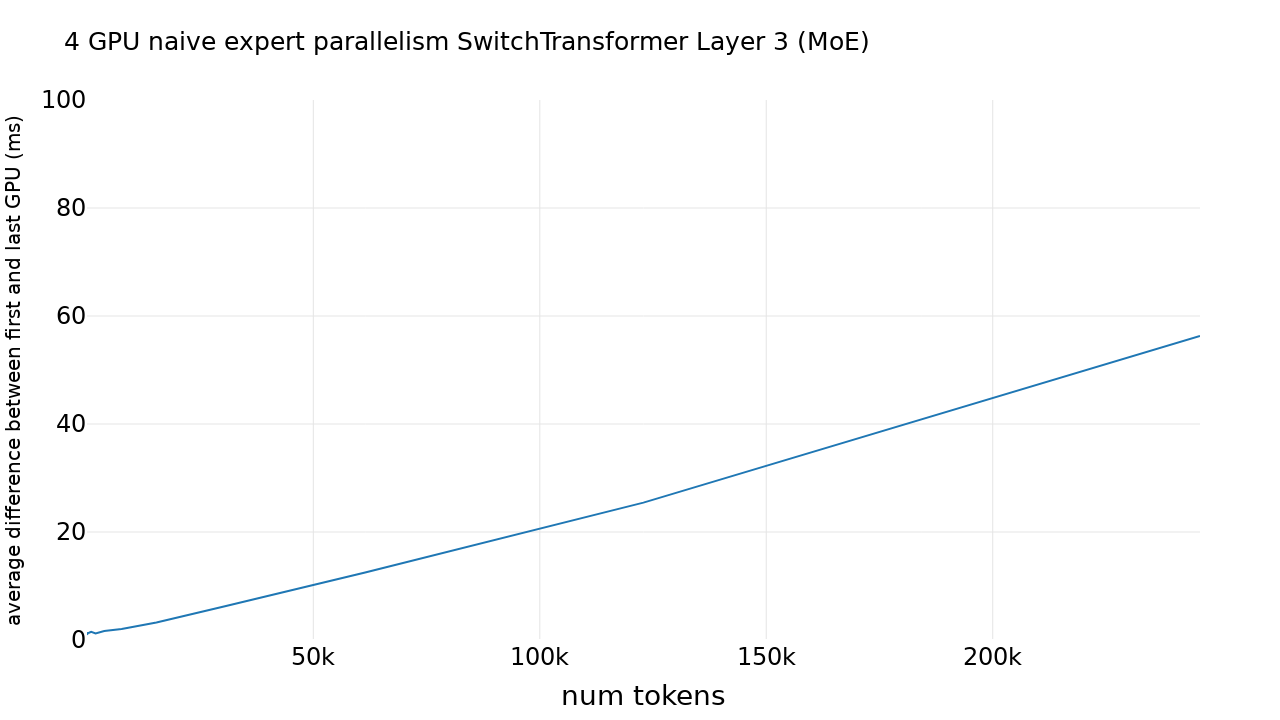 4 GPU naive expert parallelism SwitchTransformer Layer 3 (MoE)
average difference between first and last GPU (ms)
100
80
60
40
20
0
50k
100k
150k
200k
num tokens